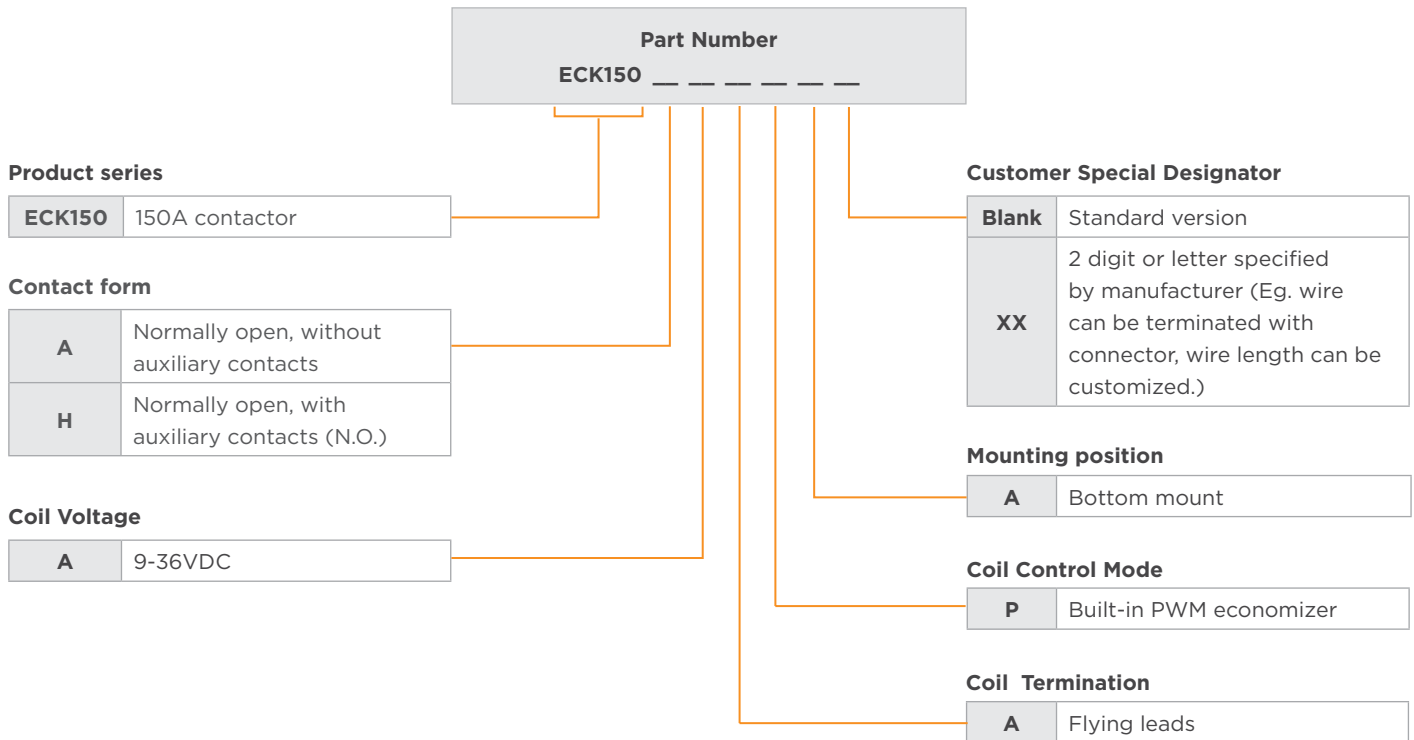 Part Number
ECK150 __ __ __ __ __ __
Product series
ECK150 150A contactor
Contact form
A Normally open, without
auxiliary contacts
H Normally open, with
auxiliary contacts (N.O.)
Coil Voltage
A 9-36VDC
Customer Special Designator
Blank Standard version
XX 2 digit or letter specified
by manufacturer (Eg. wire
can be terminated with
connector, wire length can be
customized.)
Mounting position
A Bottom mount
Coil Control Mode
P Built-in PWM economizer
Coil Termination
A Flying leads